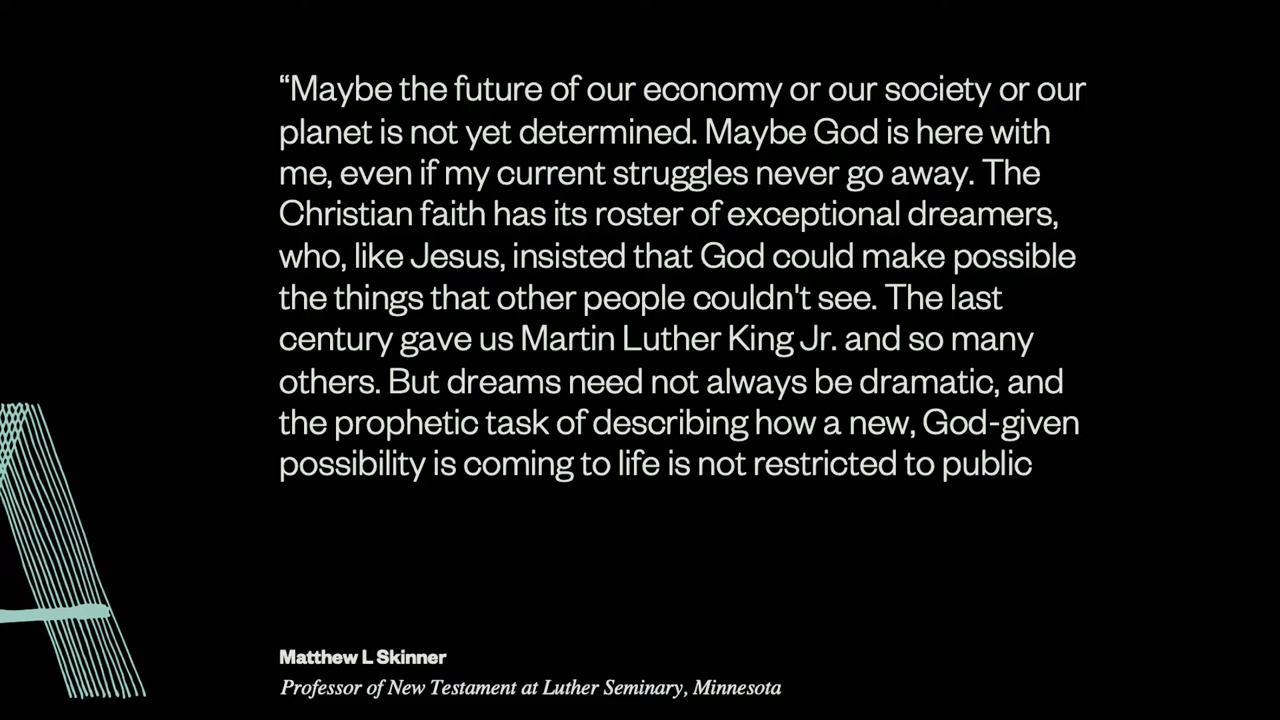 “Maybe the future of our economy or our society or our
planet is not yet determined. Maybe God is here with
me, even if my current struggles never go away. The
Christian faith has its roster of exceptional dreamers,
who, like Jesus, insisted that God could make possible
the things that other people couldn't see. The last
century gave us Martin Luther King Jr. and so many
others. But dreams need not always be dramatic, and
the prophetic task of describing how a new, God-given
possibility is coming to life is not restricted to public
Matthew L Skinner
Professor of New Testament at Luther Seminary, Minnesota